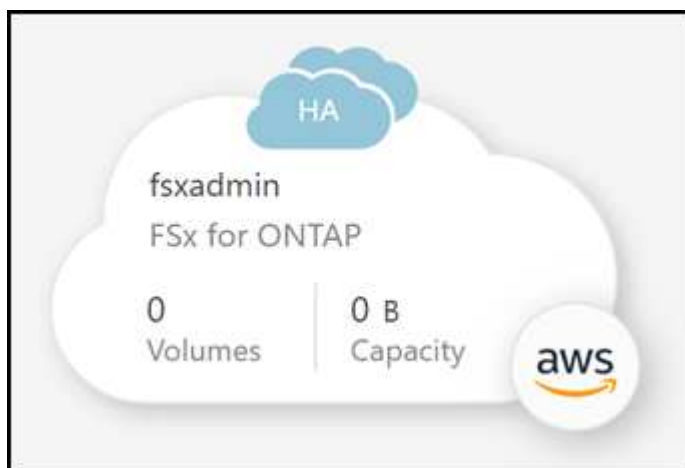 HA
fsxadmin
FSx for ONTAP
0
Volumes
0 B
Capacity
aws